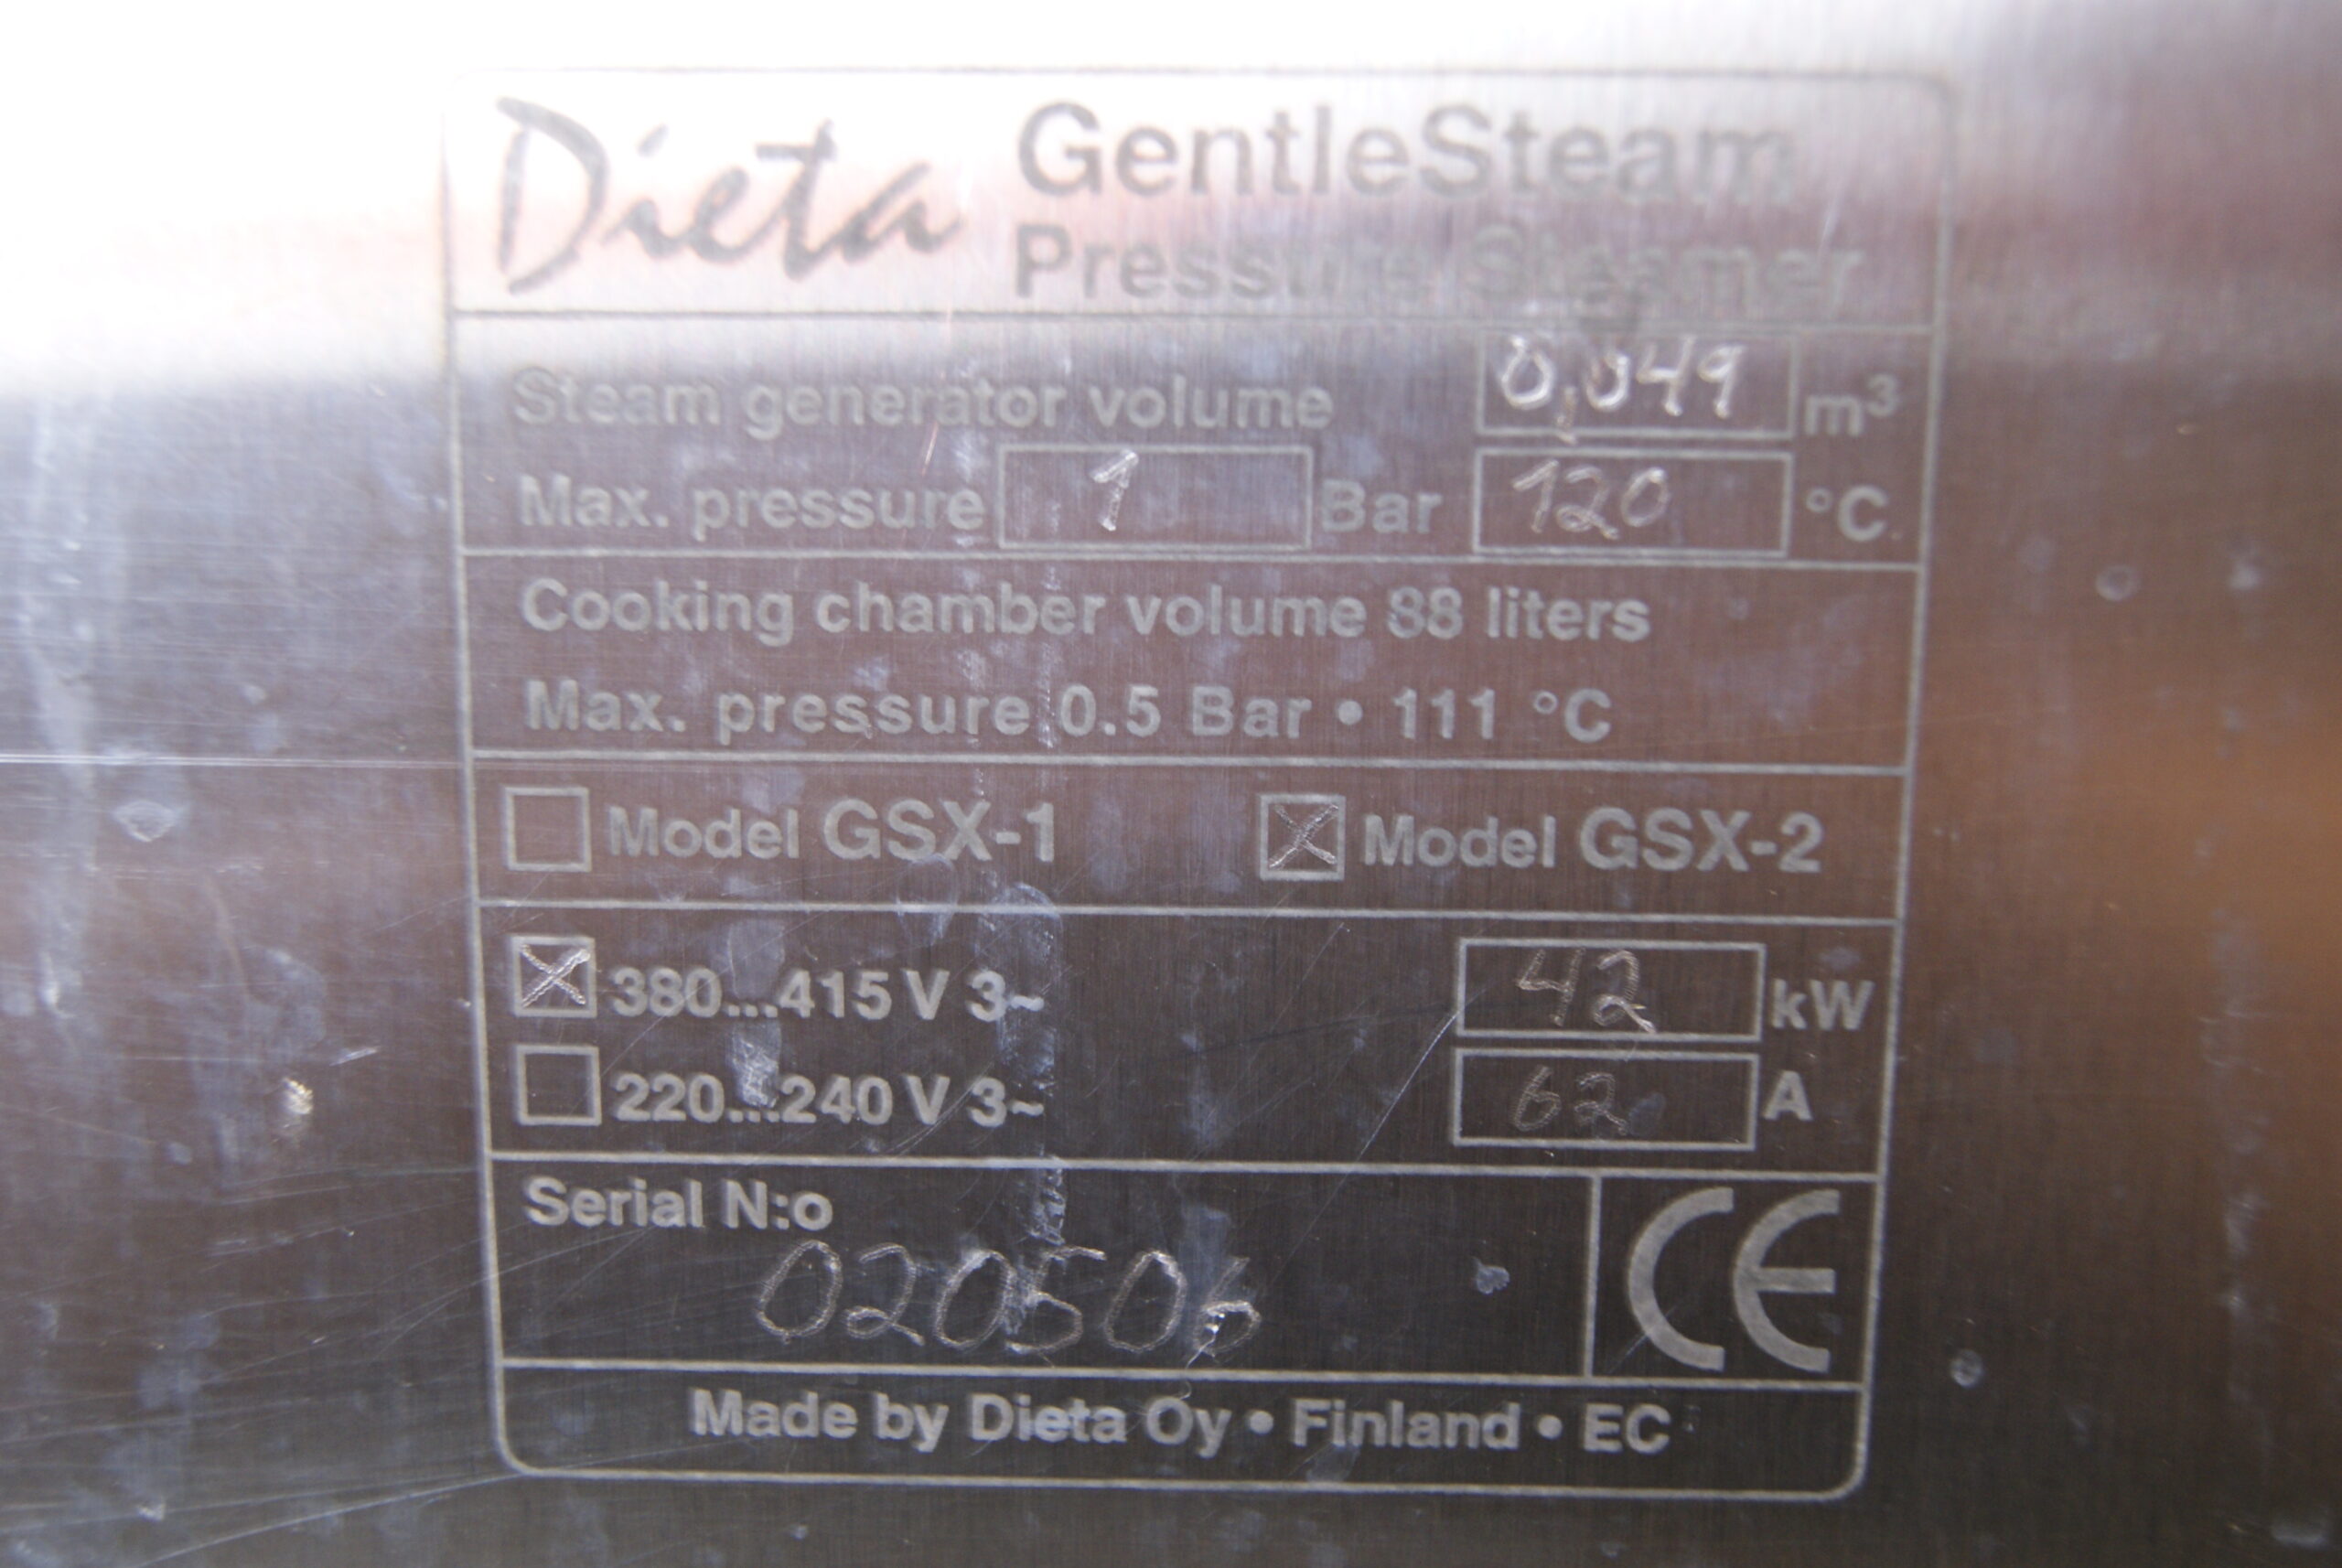 Dieta GentleSteam
Pressure Steamer
Steam generator volume 0,049 m³
Max. pressure 1 Bar 120 °C
Cooking chamber volume 88 liters
Max. pressure 0.5 Bar • 111 °C
☐ Model GSX-1 ☒ Model GSX-2
☒ 380...415 V 3~ 42 kW
☐ 220...240 V 3~ 62 A
Serial N:o
020506
CE
Made by Dieta Oy • Finland • EC